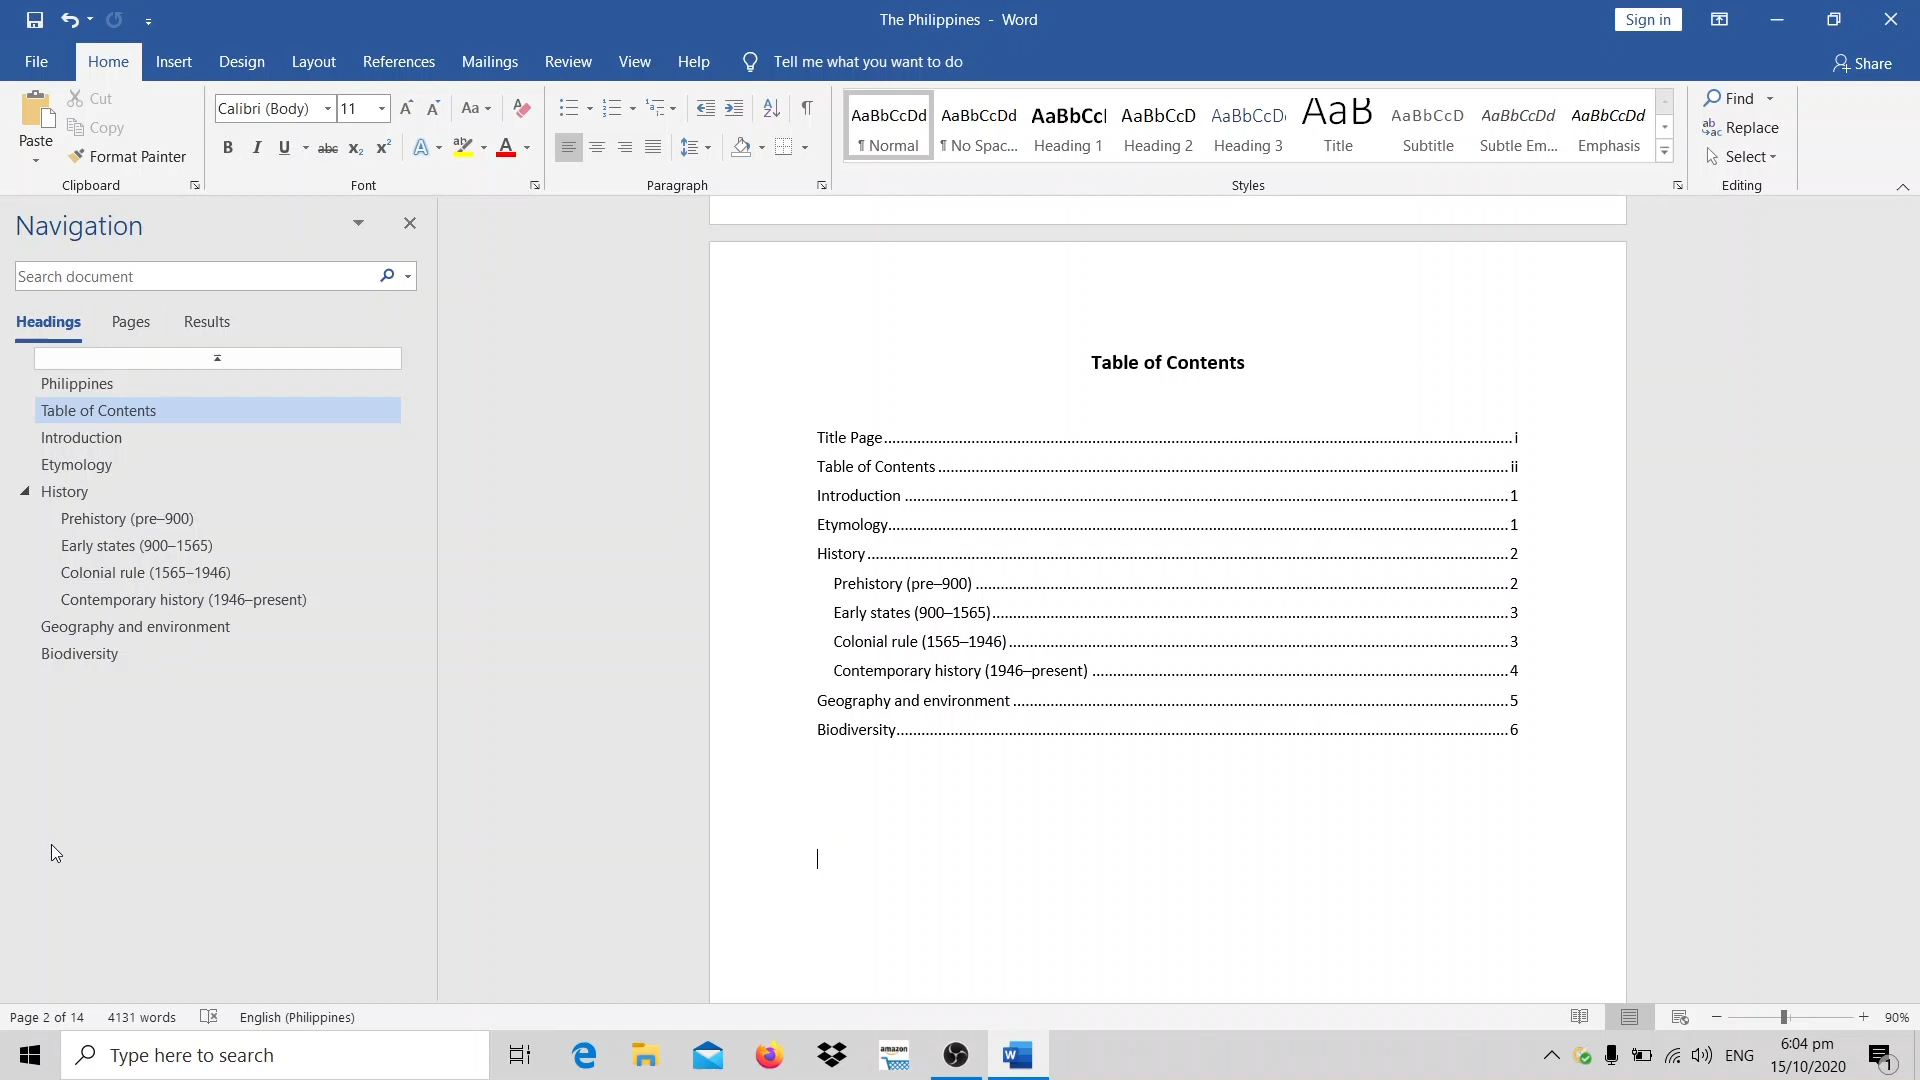 The Philippines - Word
Sign in
File Home Insert Design Layout References Mailings Review View Help Tell me what you want to do Share
Paste
Cut
Copy
Format Painter
Clipboard
Calibri (Body) 11
Font
Paragraph
AaBbCcDd AaBbCcDd AaBbCcI AaBbCcD AaBbCcD AaB AaBbCcD AaBbCcDd AaBbCcDd
¶ Normal ¶ No Spac... Heading 1 Heading 2 Heading 3 Title Subtitle Subtle Em... Emphasis
Styles
Find
Replace
Select
Editing
Navigation
Search document
Headings Pages Results
Philippines
Table of Contents
Introduction
Etymology
History
Prehistory (pre–900)
Early states (900–1565)
Colonial rule (1565–1946)
Contemporary history (1946–present)
Geography and environment
Biodiversity
Table of Contents
Title Page i
Table of Contents ii
Introduction 1
Etymology 1
History 2
Prehistory (pre–900) 2
Early states (900–1565) 3
Colonial rule (1565–1946) 3
Contemporary history (1946–present) 4
Geography and environment 5
Biodiversity 6
Page 2 of 14 4131 words English (Philippines) 90%
Type here to search
amazon
ENG
6:04 pm
15/10/2020
1